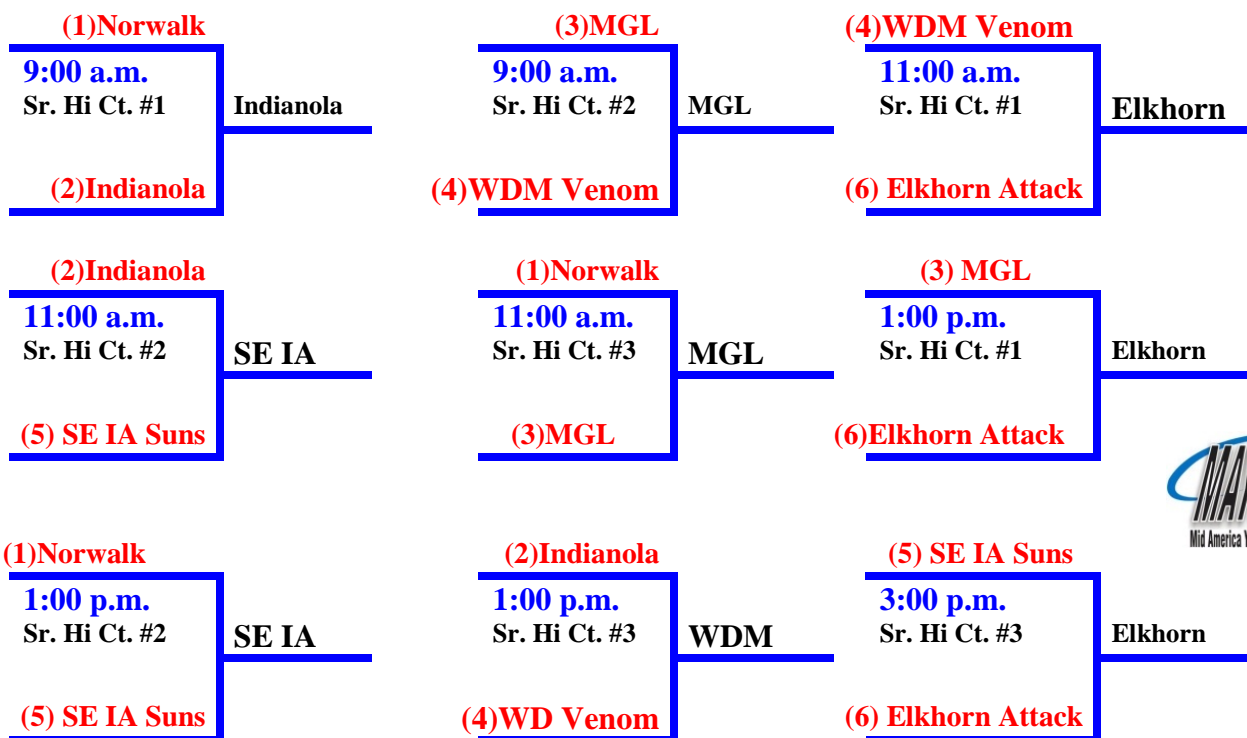 (1)Norwalk
9:00 a.m.
Sr. Hi Ct. #1
Indianola
(2)Indianola
(3)MGL
9:00 a.m.
Sr. Hi Ct. #2
MGL
(4)WDM Venom
(4)WDM Venom
11:00 a.m.
Sr. Hi Ct. #1
Elkhorn
(6) Elkhorn Attack
(2)Indianola
11:00 a.m.
Sr. Hi Ct. #2
SE IA
(5) SE IA Suns
(1)Norwalk
11:00 a.m.
Sr. Hi Ct. #3
MGL
(3)MGL
(3) MGL
1:00 p.m.
Sr. Hi Ct. #1
Elkhorn
(6)Elkhorn Attack
Mid America
(1)Norwalk
1:00 p.m.
Sr. Hi Ct. #2
SE IA
(5) SE IA Suns
(2)Indianola
1:00 p.m.
Sr. Hi Ct. #3
WDM
(4)WD Venom
(5) SE IA Suns
3:00 p.m.
Sr. Hi Ct. #3
Elkhorn
(6) Elkhorn Attack